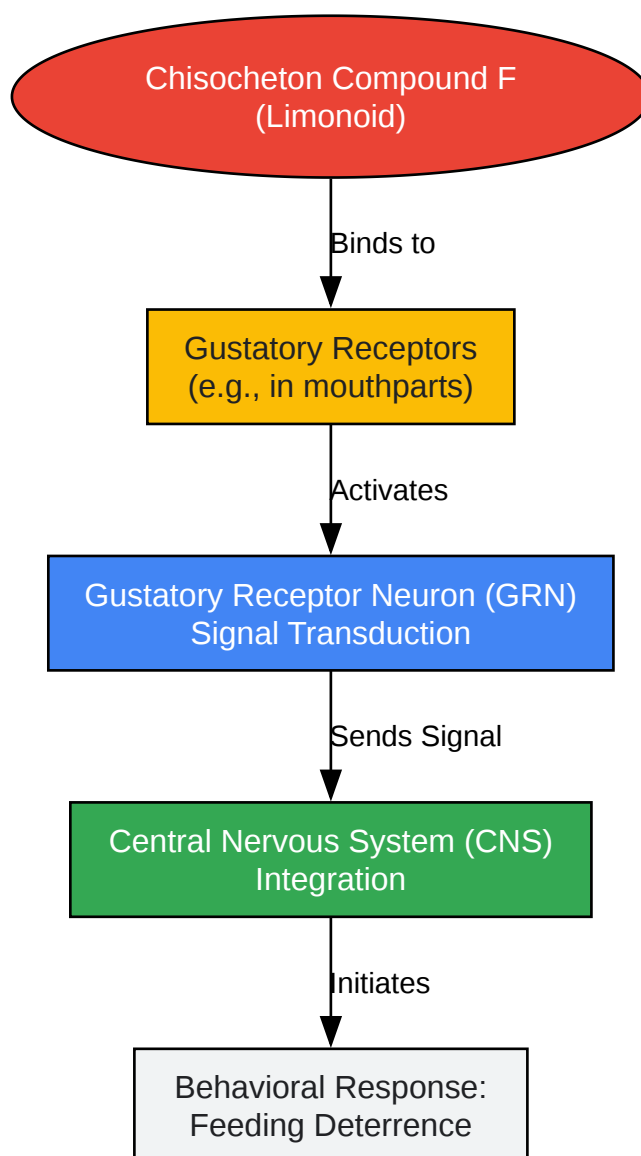 Chisocheton Compound F
(Limonoid)
Binds to
Gustatory Receptors
(e.g., in mouthparts)
Activates
Gustatory Receptor Neuron (GRN)
Signal Transduction
Sends Signal
Central Nervous System (CNS)
Integration
Initiates
Behavioral Response:
Feeding Deterrence